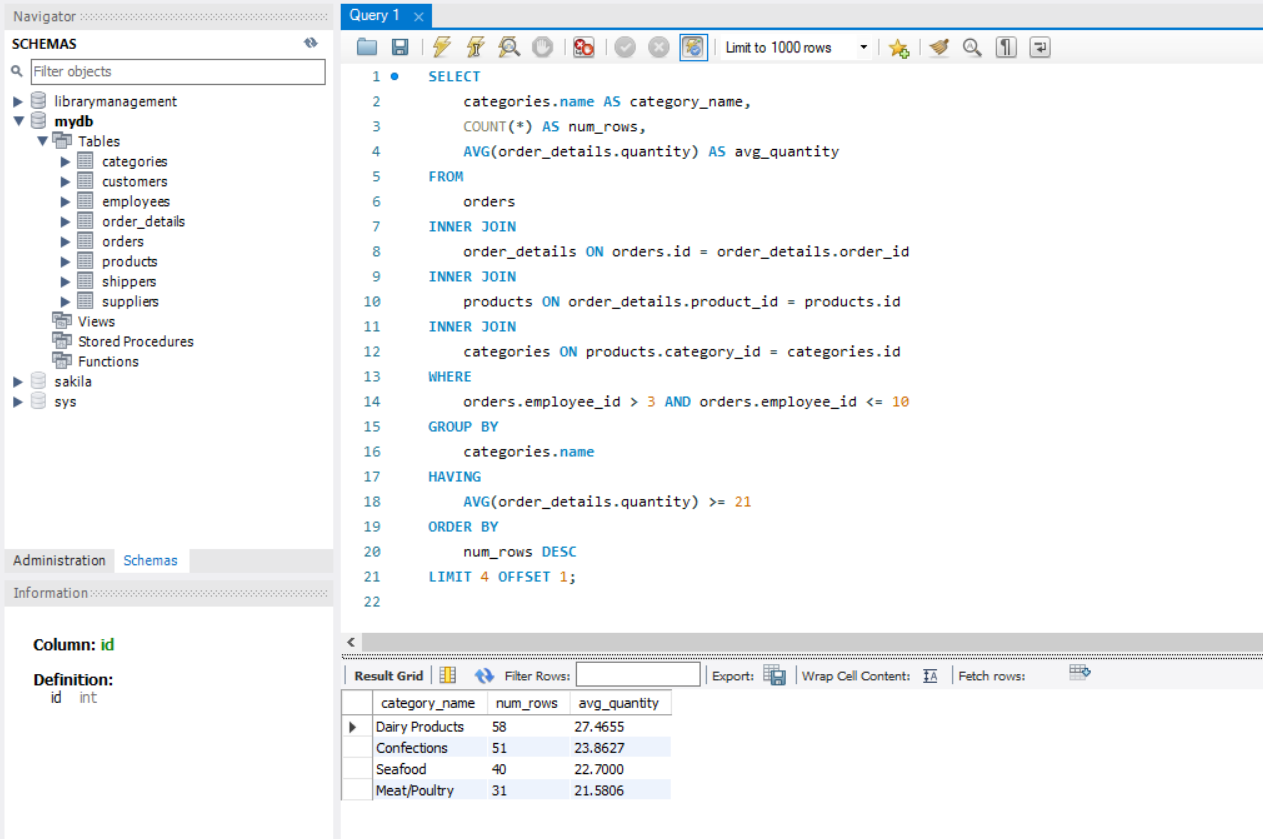 Navigator
SCHEMAS
Filter objects
librarymanagement
mydb
Tables
categories
customers
employees
order_details
orders
products
shippers
suppliers
Views
Stored Procedures
Functions
sakila
sys
Administration Schemas
Information
Column: id
Definition:
id int
Query 1
Limit to 1000 rows
1 SELECT
2 categories.name AS category_name,
3 COUNT(*) AS num_rows,
4 AVG(order_details.quantity) AS avg_quantity
5 FROM
6 orders
7 INNER JOIN
8 order_details ON orders.id = order_details.order_id
9 INNER JOIN
10 products ON order_details.product_id = products.id
11 INNER JOIN
12 categories ON products.category_id = categories.id
13 WHERE
14 orders.employee_id > 3 AND orders.employee_id <= 10
15 GROUP BY
16 categories.name
17 HAVING
18 AVG(order_details.quantity) >= 21
19 ORDER BY
20 num_rows DESC
21 LIMIT 4 OFFSET 1;
22
Result Grid Filter Rows: Export: Wrap Cell Content: Fetch rows:
category_name num_rows avg_quantity
Dairy Products 58 27.4655
Confections 51 23.8627
Seafood 40 22.7000
Meat/Poultry 31 21.5806